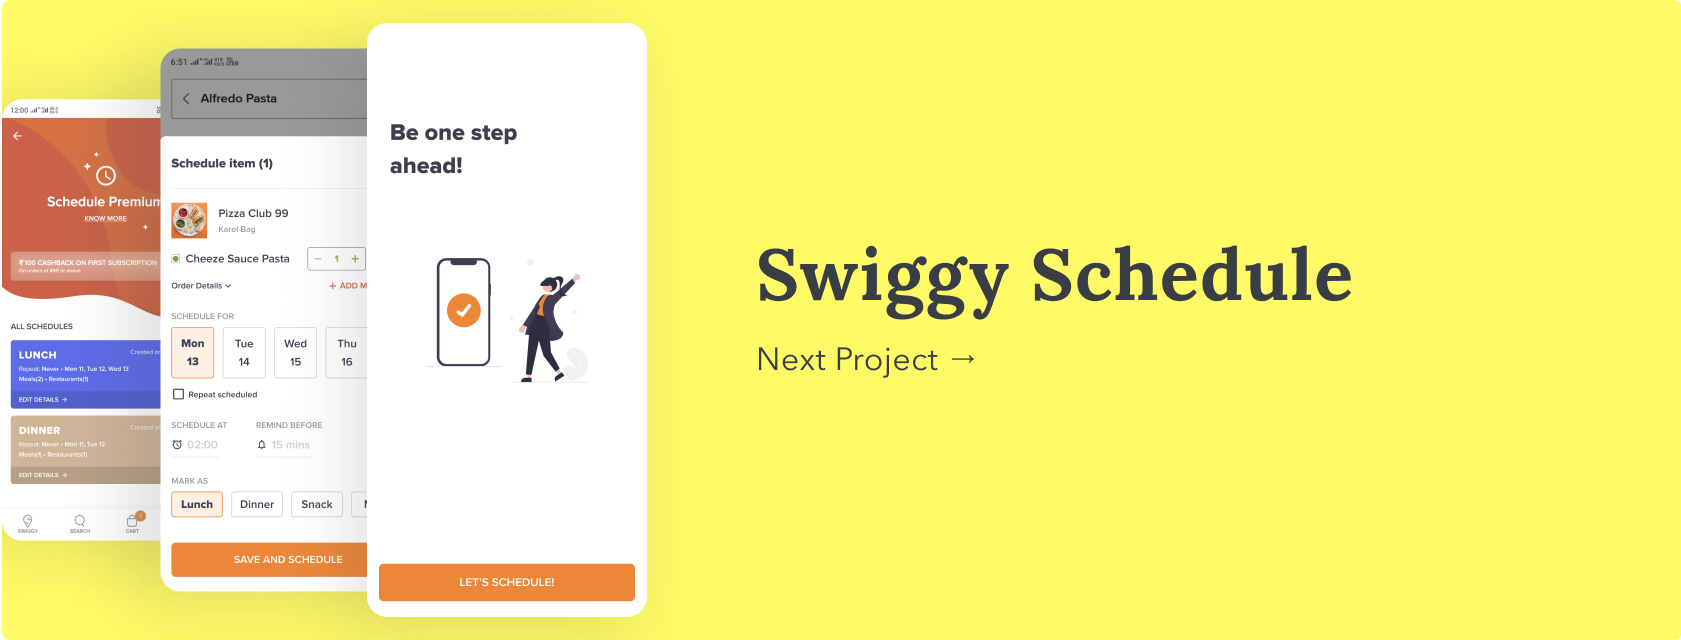 12:00
Schedule Premium
KNOW MORE
₹100 CASHBACK ON FIRST SUBSCRIPTION
On orders of 499 or above
ALL SCHEDULES
LUNCH
Created on
Repeat: Never • Mon 11, Tue 12, Wed 13
Meals(2) • Restaurants(1)
EDIT DETAILS →
DINNER
Created on
Repeat: Never • Mon 11, Tue 12
Meals(1) • Restaurants(1)
EDIT DETAILS →
SWIGGY
SEARCH
CART
6:51
Alfredo Pasta
Schedule item (1)
Pizza Club 99
Karol Bag
Cheeze Sauce Pasta
− 1 +
Order Details
+ ADD M
SCHEDULE FOR
Mon Tue Wed Thu
13 14 15 16
Repeat scheduled
SCHEDULE AT REMIND BEFORE
02:00 15 mins
MARK AS
Lunch Dinner Snack
SAVE AND SCHEDULE
Be one step
ahead!
LET'S SCHEDULE!
Swiggy Schedule
Next Project →